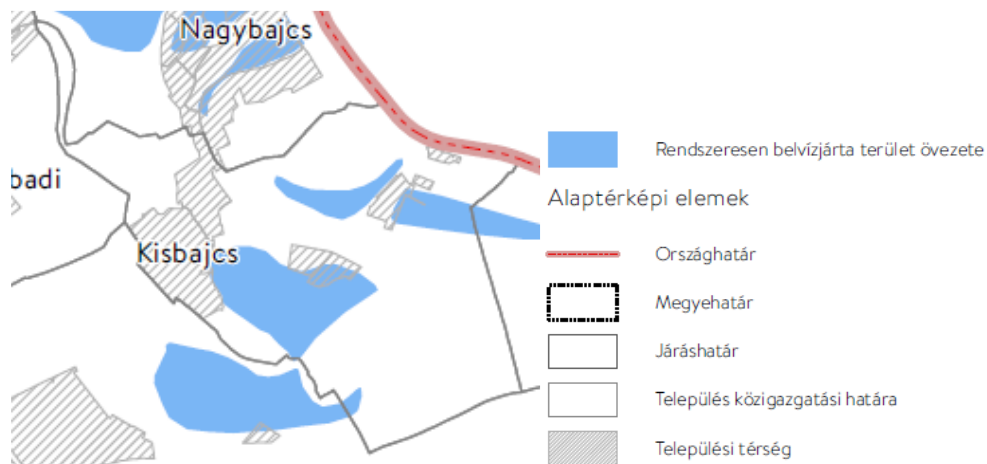 Nagybajcs
badi
Kisbajcs
Rendszeresen belvízjárta terület övezete
Alaptérképi elemek
Országhatár
Megyehatár
Járáshatár
Település közigazgatási határa
Települési térség